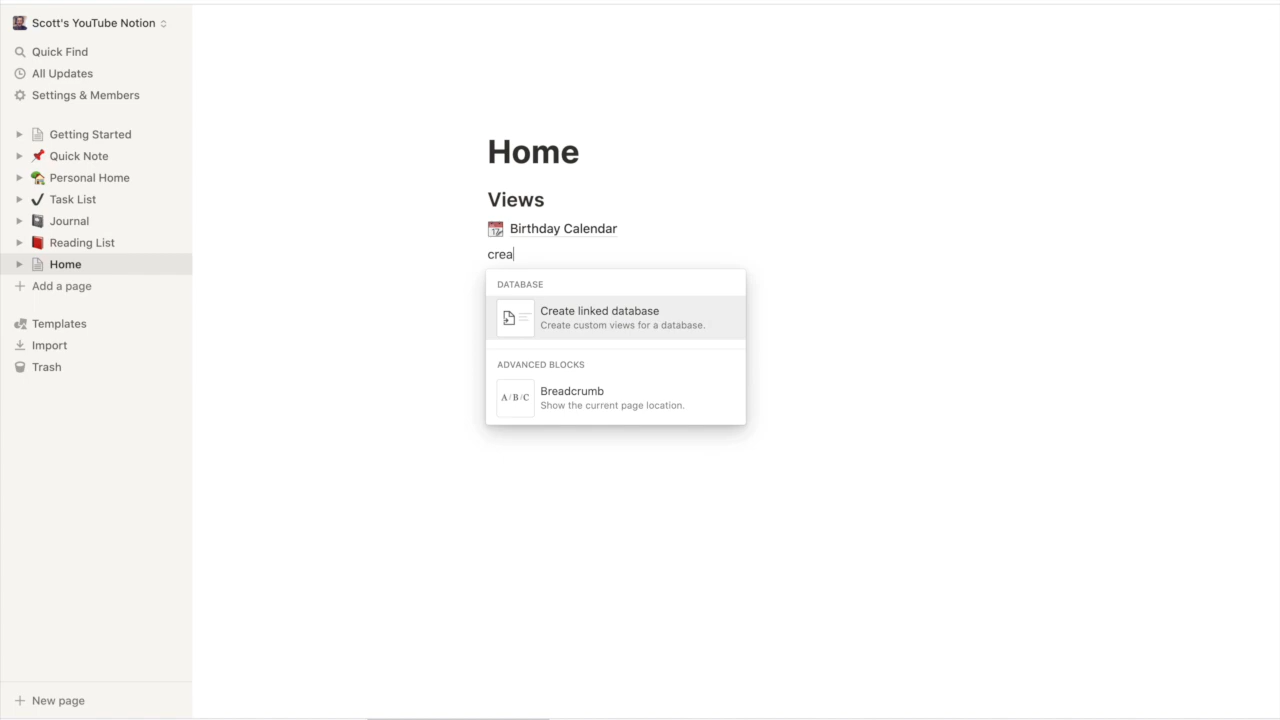 Scott's YouTube Notion
Quick Find
All Updates
Settings & Members
Getting Started
Quick Note
Personal Home
Task List
Journal
Reading List
Home
Add a page
Templates
Import
Trash
New page
Home
Views
Birthday Calendar
crea
DATABASE
Create linked database
Create custom views for a database.
ADVANCED BLOCKS
A/B/C
Breadcrumb
Show the current page location.